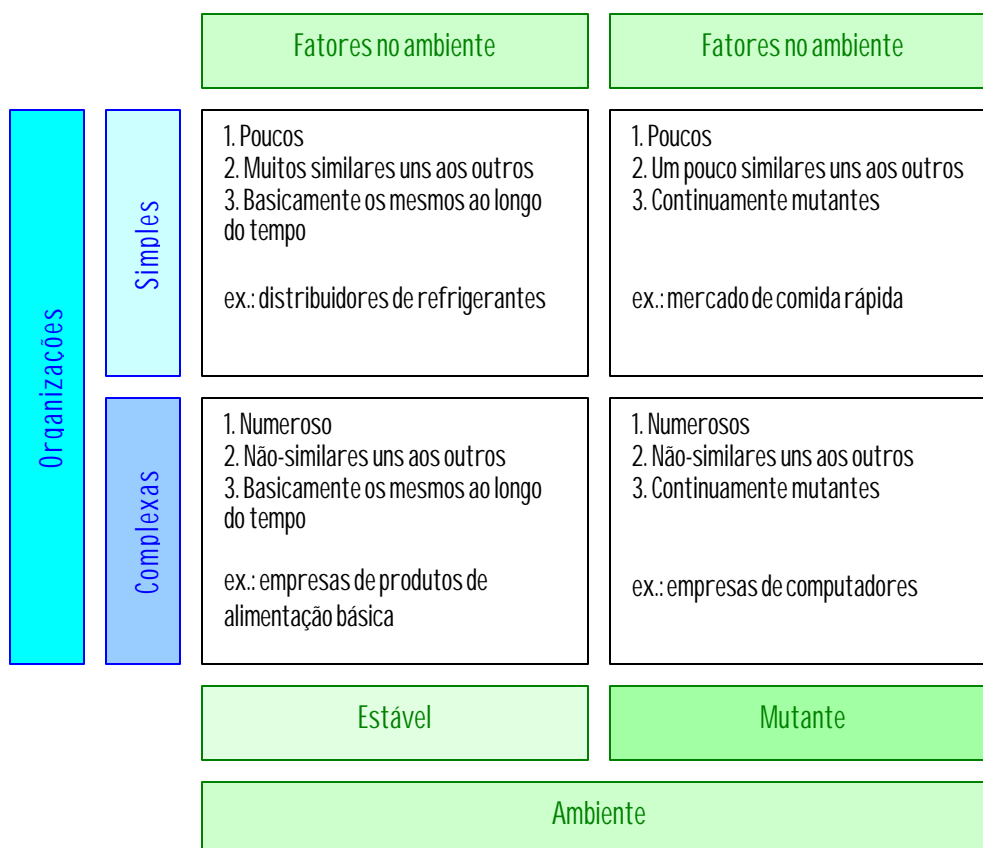 Fatores no ambiente
Fatores no ambiente
Organizações
Simples
1. Poucos
2. Muitos similares uns aos outros
3. Basicamente os mesmos ao longo
do tempo
ex.: distribuidores de refrigerantes
1. Poucos
2. Um pouco similares uns aos outros
3. Continuamente mutantes
ex.: mercado de comida rápida
Complexas
1. Numeroso
2. Não-similares uns aos outros
3. Basicamente os mesmos ao longo
do tempo
ex.: empresas de produtos de
alimentação básica
1. Numerosos
2. Não-similares uns aos outros
3. Continuamente mutantes
ex.: empresas de computadores
Estável
Mutante
Ambiente